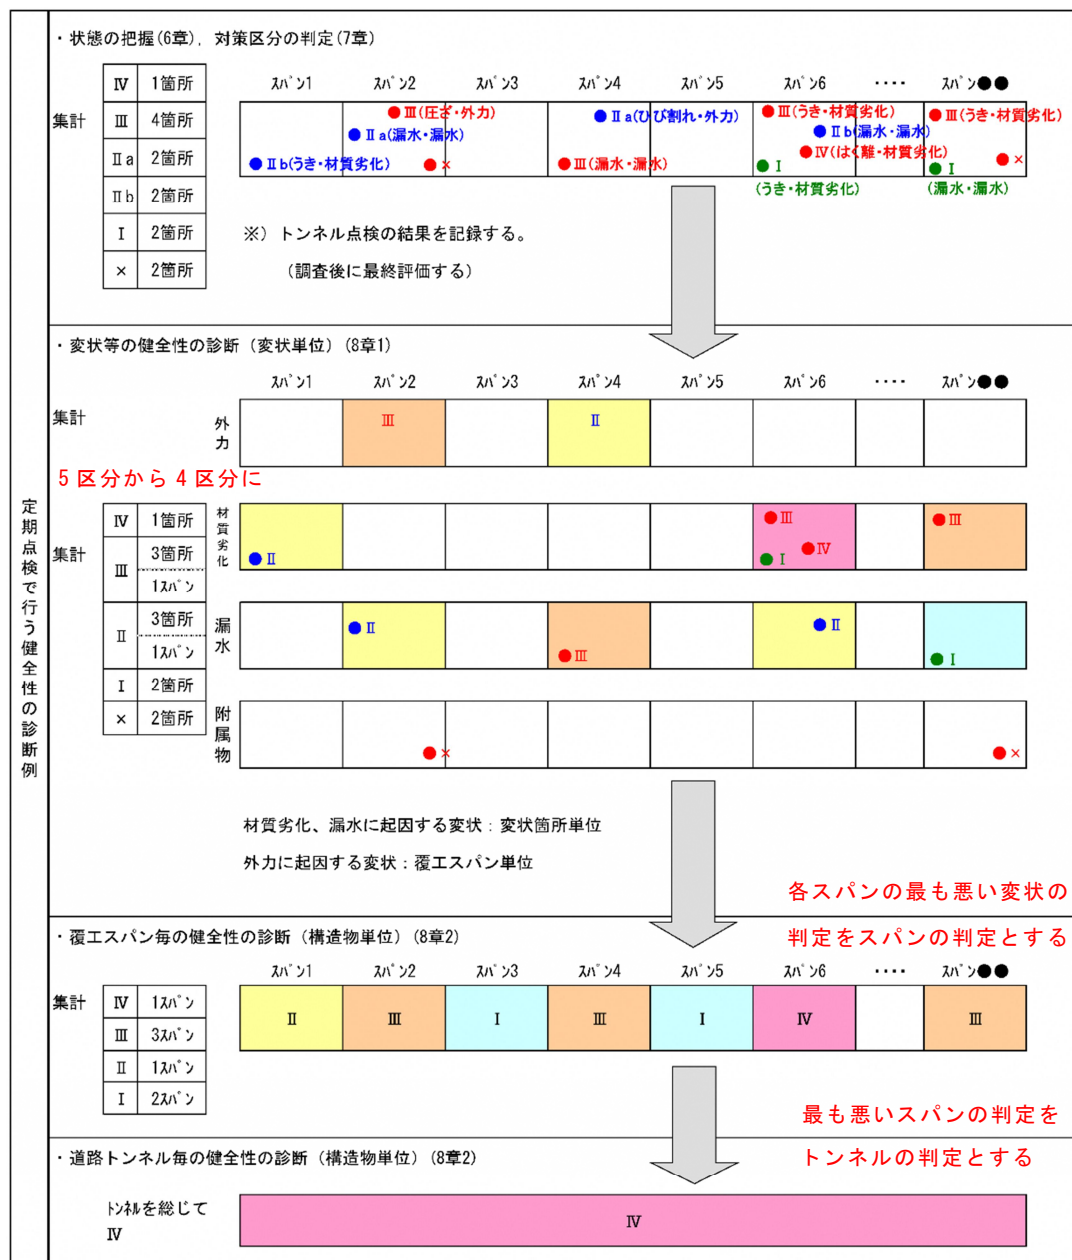 定期点検で行う健全性の診断例
・状態の把握(6章), 対策区分の判定(7章)
集計
Ⅳ 1箇所
Ⅲ 4箇所
Ⅱa 2箇所
Ⅱb 2箇所
Ⅰ 2箇所
× 2箇所
ｽﾊﾟﾝ1 ｽﾊﾟﾝ2 ｽﾊﾟﾝ3 ｽﾊﾟﾝ4 ｽﾊﾟﾝ5 ｽﾊﾟﾝ6 ‥‥ ｽﾊﾟﾝ●●
●Ⅱb(うき・材質劣化)
●Ⅲ(圧ざ・外力)
●Ⅱa(漏水・漏水)
●×
●Ⅱa(ひび割れ・外力)
●Ⅲ(漏水・漏水)
●Ⅲ(うき・材質劣化)
●Ⅱb(漏水・漏水)
●Ⅳ(はく離・材質劣化)
●Ⅰ
(うき・材質劣化)
●Ⅲ(うき・材質劣化)
●×
●Ⅰ
(漏水・漏水)
※）トンネル点検の結果を記録する。
（調査後に最終評価する）
・変状等の健全性の診断（変状単位）(8章1)
ｽﾊﾟﾝ1 ｽﾊﾟﾝ2 ｽﾊﾟﾝ3 ｽﾊﾟﾝ4 ｽﾊﾟﾝ5 ｽﾊﾟﾝ6 ‥‥ ｽﾊﾟﾝ●●
集計
外力 Ⅲ Ⅱ
5区分から4区分に
集計
Ⅳ 1箇所
Ⅲ 3箇所
1ｽﾊﾟﾝ
Ⅱ 3箇所
1ｽﾊﾟﾝ
Ⅰ 2箇所
× 2箇所
材質劣化 ●Ⅱ ●Ⅲ ●Ⅳ ●Ⅰ ●Ⅲ
漏水 ●Ⅱ ●Ⅲ ●Ⅱ ●Ⅰ
附属物 ●× ●×
材質劣化、漏水に起因する変状：変状箇所単位
外力に起因する変状：覆工スパン単位
各スパンの最も悪い変状の
判定をスパンの判定とする
・覆工スパン毎の健全性の診断（構造物単位）(8章2)
ｽﾊﾟﾝ1 ｽﾊﾟﾝ2 ｽﾊﾟﾝ3 ｽﾊﾟﾝ4 ｽﾊﾟﾝ5 ｽﾊﾟﾝ6 ‥‥ ｽﾊﾟﾝ●●
集計
Ⅳ 1ｽﾊﾟﾝ
Ⅲ 3ｽﾊﾟﾝ
Ⅱ 1ｽﾊﾟﾝ
Ⅰ 2ｽﾊﾟﾝ
Ⅱ Ⅲ Ⅰ Ⅲ Ⅰ Ⅳ Ⅲ
最も悪いスパンの判定を
トンネルの判定とする
・道路トンネル毎の健全性の診断（構造物単位）(8章2)
ﾄﾝﾈﾙを総じて
Ⅳ
Ⅳ